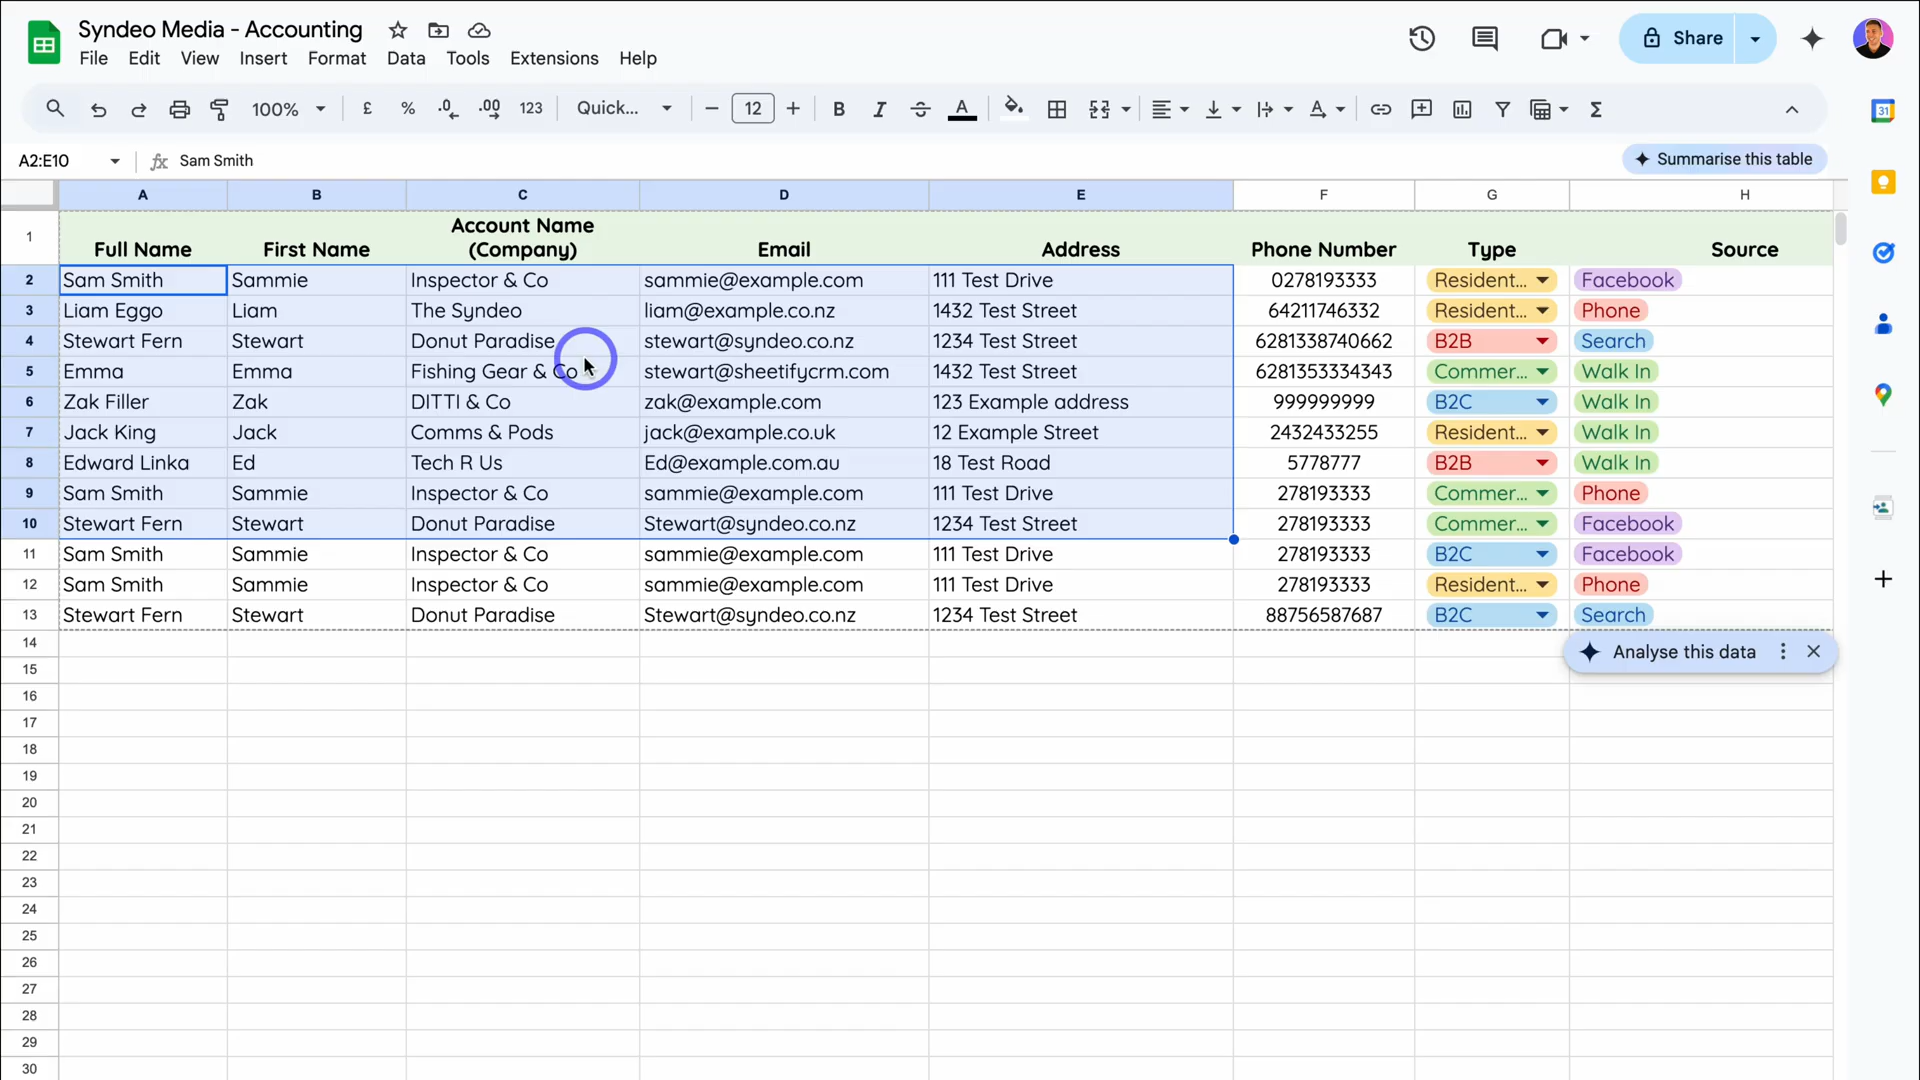 Syndeo Media - Accounting
File Edit View Insert Format Data Tools Extensions Help
Share
100% £ % .0 .00 123 Quick... 12 B I A Σ
31
A2:E10 fx Sam Smith
Summarise this table
A B C D E F G H
1 Full Name First Name Account Name (Company) Email Address Phone Number Type Source
2 Sam Smith Sammie Inspector & Co sammie@example.com 111 Test Drive 0278193333 Resident... Facebook
3 Liam Eggo Liam The Syndeo liam@example.co.nz 1432 Test Street 64211746332 Resident... Phone
4 Stewart Fern Stewart Donut Paradise stewart@syndeo.co.nz 1234 Test Street 6281338740662 B2B Search
5 Emma Emma Fishing Gear & Co stewart@sheetifycrm.com 1432 Test Street 6281353334343 Commer... Walk In
6 Zak Filler Zak DITTI & Co zak@example.com 123 Example address 999999999 B2C Walk In
7 Jack King Jack Comms & Pods jack@example.co.uk 12 Example Street 2432433255 Resident... Walk In
8 Edward Linka Ed Tech R Us Ed@example.com.au 18 Test Road 5778777 B2B Walk In
9 Sam Smith Sammie Inspector & Co sammie@example.com 111 Test Drive 278193333 Commer... Phone
10 Stewart Fern Stewart Donut Paradise Stewart@syndeo.co.nz 1234 Test Street 278193333 Commer... Facebook
11 Sam Smith Sammie Inspector & Co sammie@example.com 111 Test Drive 278193333 B2C Facebook
12 Sam Smith Sammie Inspector & Co sammie@example.com 111 Test Drive 278193333 Resident... Phone
13 Stewart Fern Stewart Donut Paradise Stewart@syndeo.co.nz 1234 Test Street 88756587687 B2C Search
14
Analyse this data
15
16
17
18
19
20
21
22
23
24
25
26
27
28
29
30